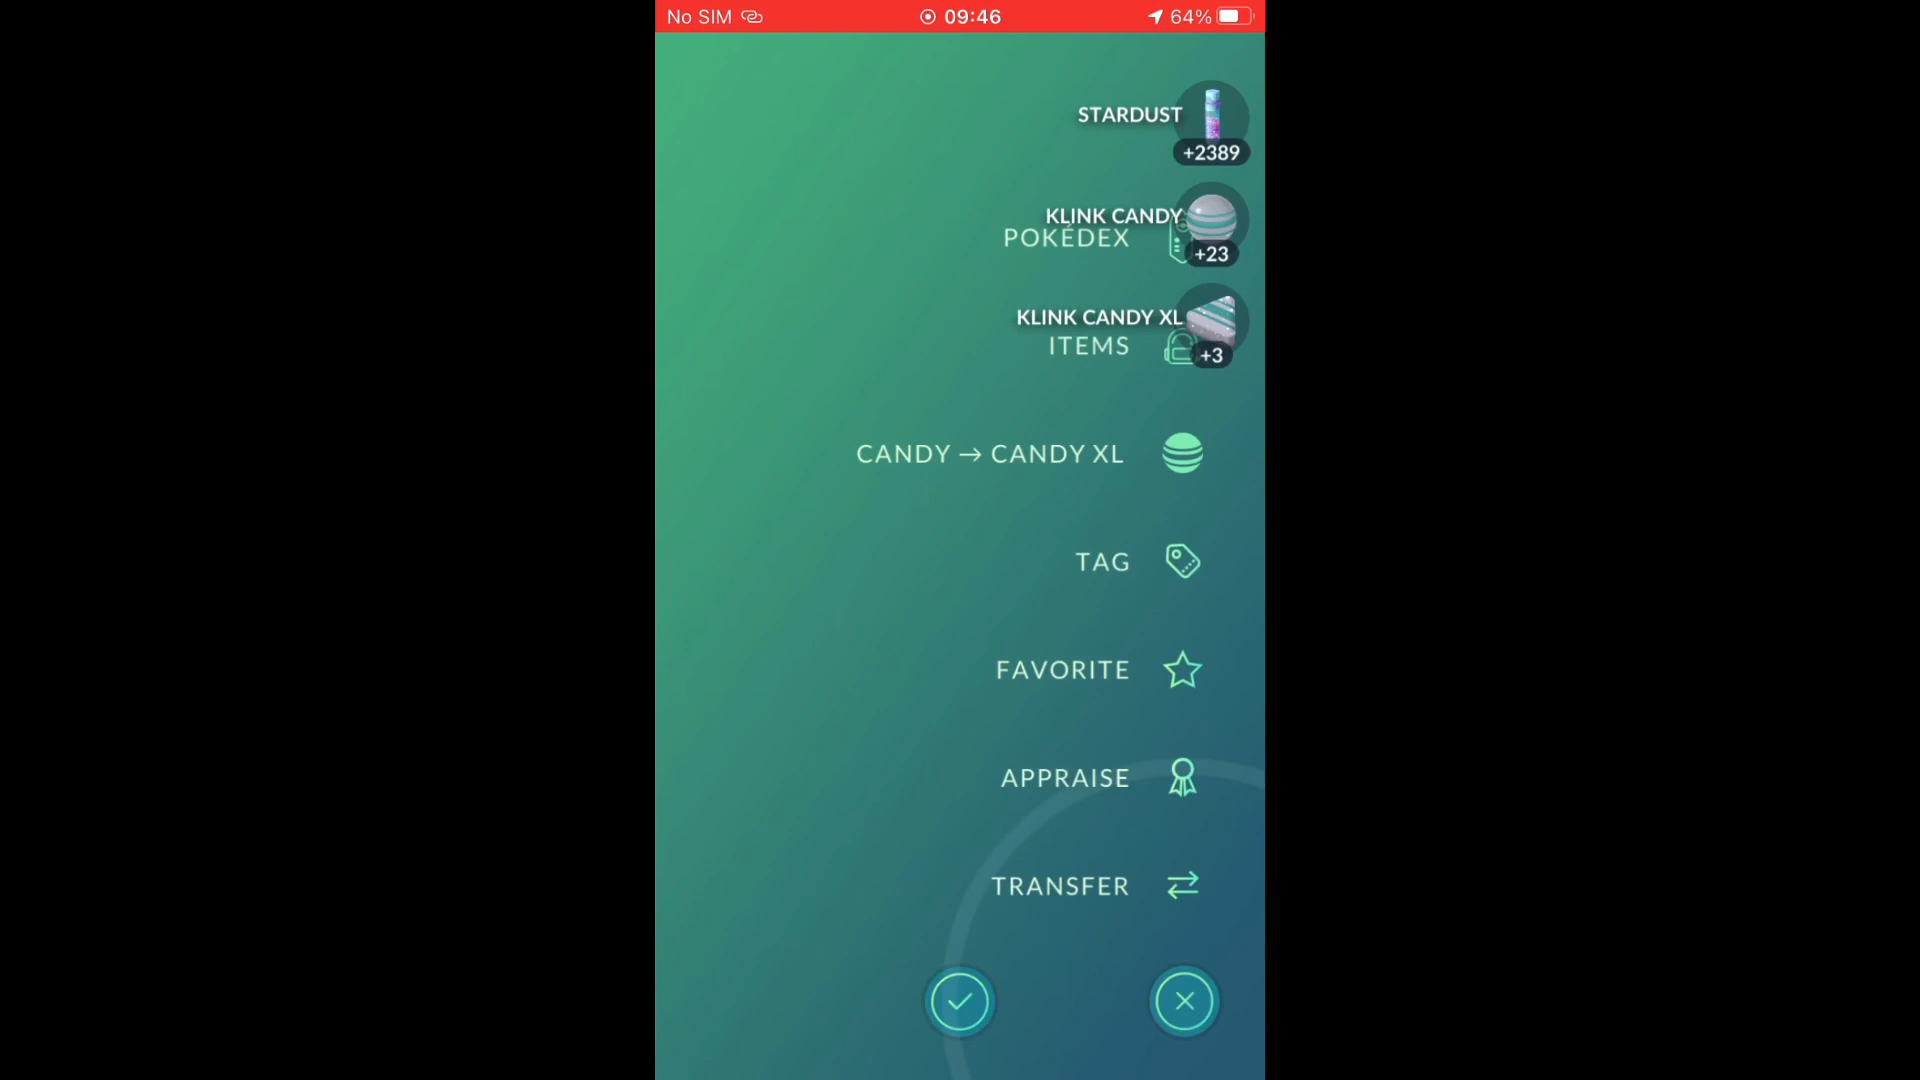 No SIM 09:46 64%
STARDUST
+2389
KLINK CANDY
POKÉDEX
+23
KLINK CANDY XL
ITEMS
+3
CANDY → CANDY XL
TAG
FAVORITE
APPRAISE
TRANSFER